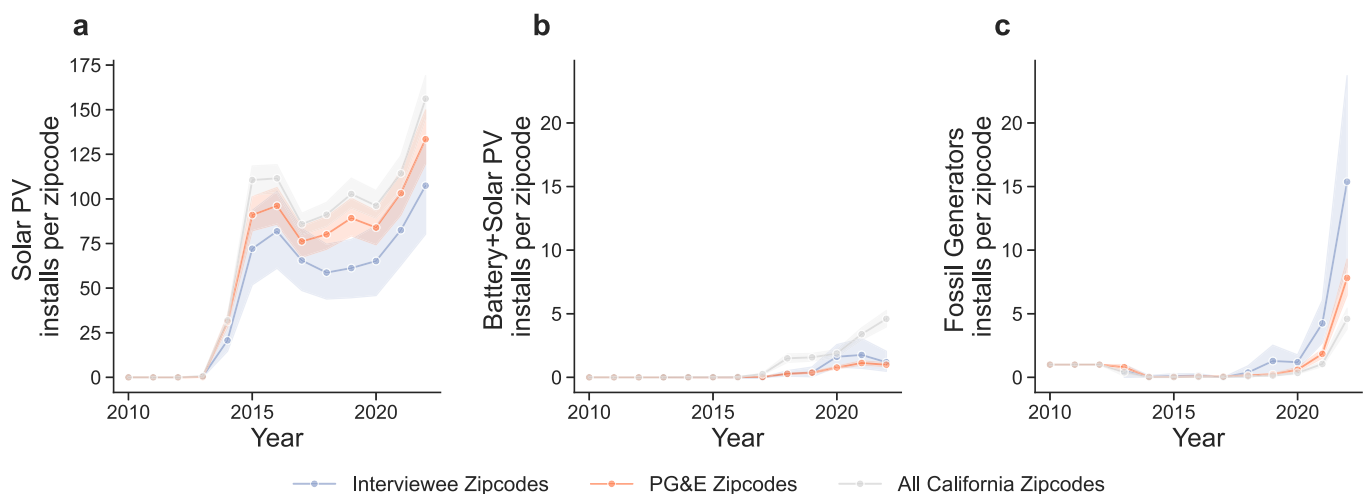 a
175
150
125
100
75
50
25
0
Solar PV
installs per zipcode
2010
2015
2020
Year
b
20
15
10
5
0
Battery+Solar PV
installs per zipcode
2010
2015
2020
Year
c
20
15
10
5
0
Fossil Generators
installs per zipcode
2010
2015
2020
Year
Interviewee Zipcodes
PG&E Zipcodes
All California Zipcodes